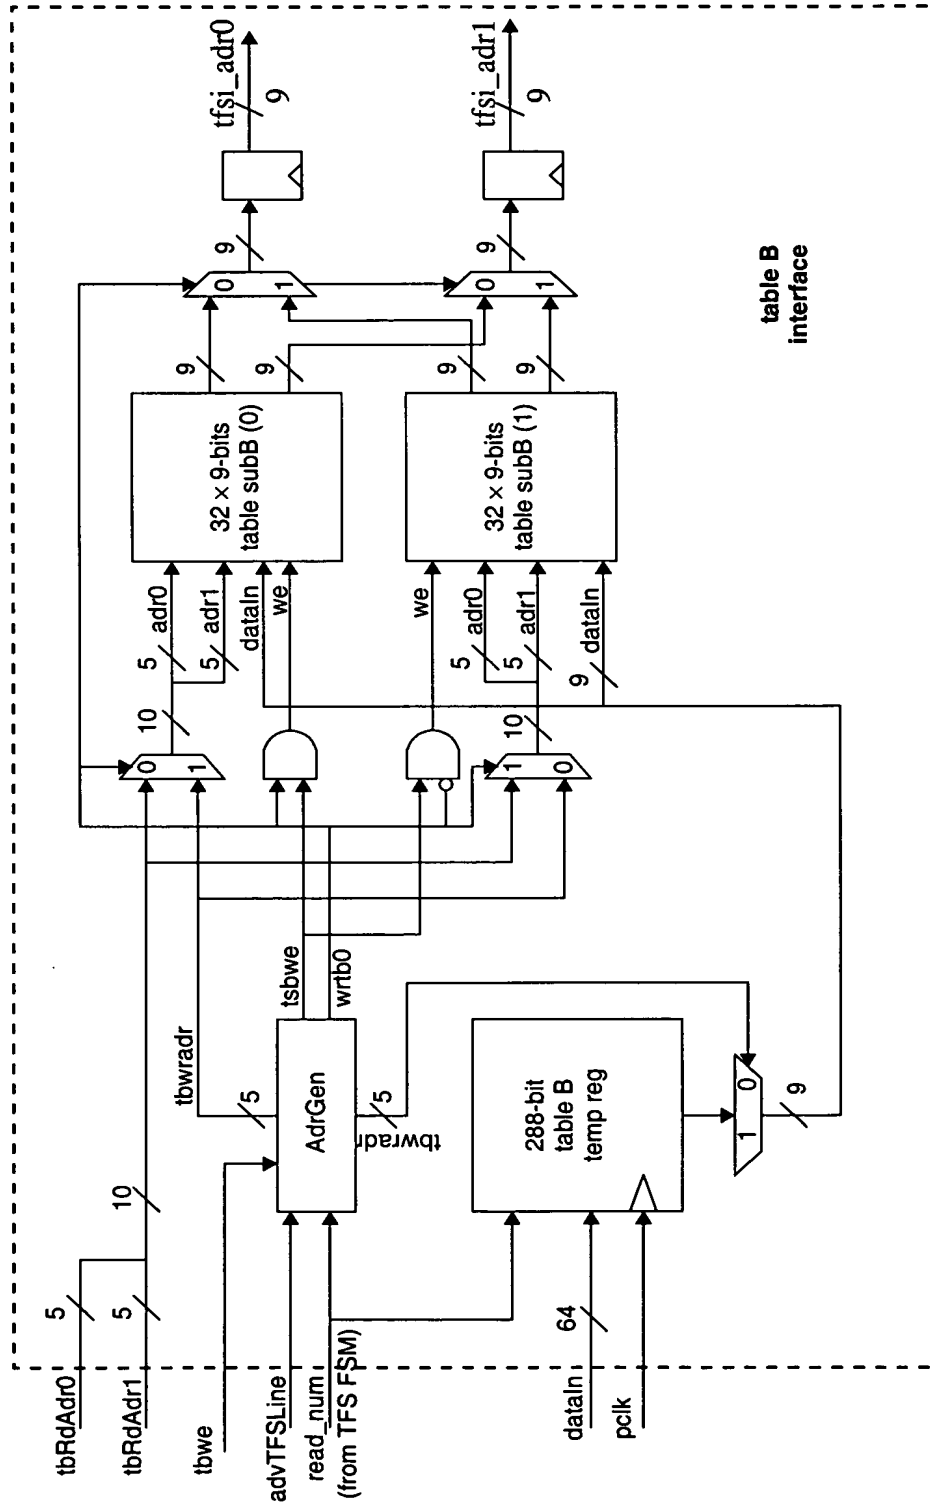 tbRdAdr0
5
tbRdAdr1
5
10
tbwe
advTFSLine
read_num
(from TFS FSM)
dataIn
64
pclk
tbwradr
5
AdrGen
tsbwe
wrtb0
tbwradr
5
288-bit
table B
temp reg
1
0
9
0
1
10
5
adr0
5
adr1
dataIn
we
we
5
adr0
5
adr1
9
dataIn
1
0
10
32 × 9-bits
table subB (0)
32 × 9-bits
table subB (1)
9
9
9
9
0
1
9
0
1
9
tfsi_adr0
9
tfsi_adr1
9
table B
interface